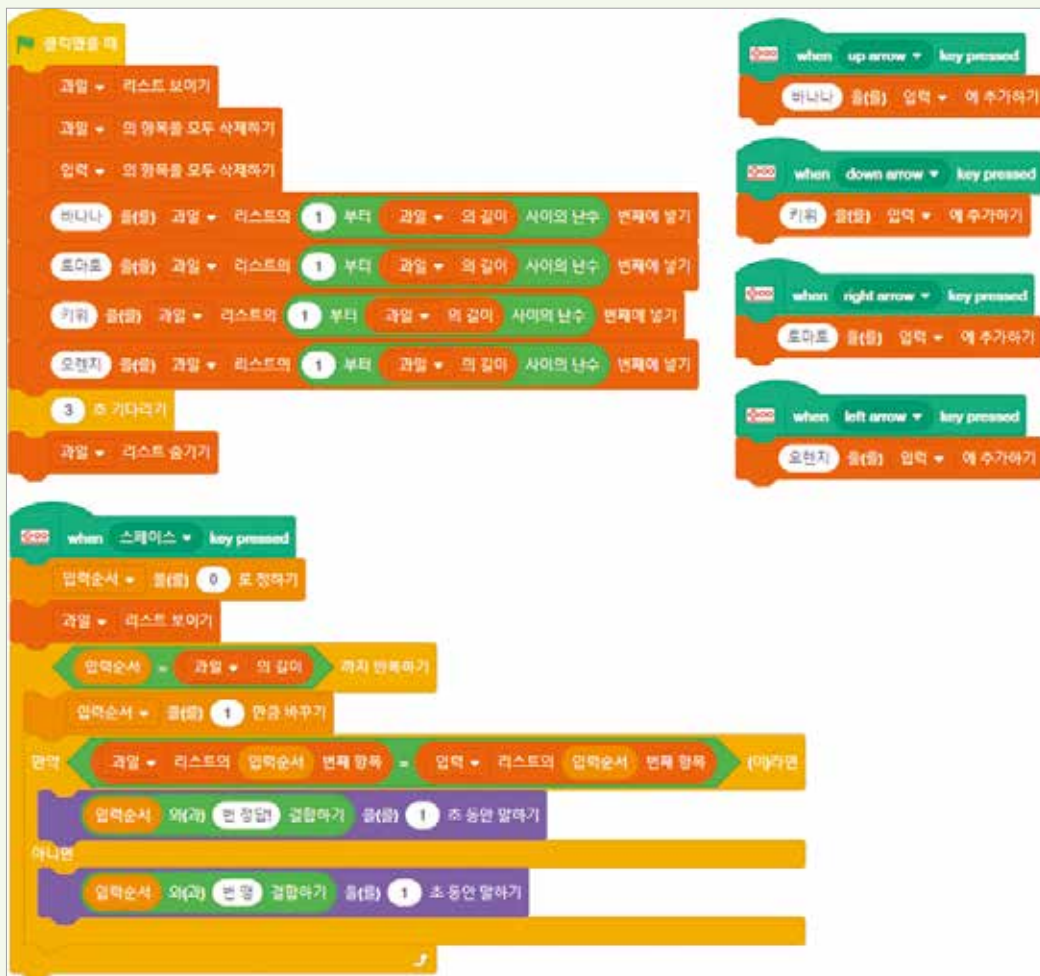 클릭했을 때
과일 리스트 보이기
과일 의 항목을 모두 삭제하기
입력 의 항목을 모두 삭제하기
바나나 을(를) 과일 리스트의 1 부터 과일 의 길이 사이의 난수 번째에 넣기
토마토 을(를) 과일 리스트의 1 부터 과일 의 길이 사이의 난수 번째에 넣기
키위 을(를) 과일 리스트의 1 부터 과일 의 길이 사이의 난수 번째에 넣기
오렌지 을(를) 과일 리스트의 1 부터 과일 의 길이 사이의 난수 번째에 넣기
3 초 기다리기
과일 리스트 숨기기
when up arrow key pressed
바나나 을(를) 입력 에 추가하기
when down arrow key pressed
키위 을(를) 입력 에 추가하기
when right arrow key pressed
토마토 을(를) 입력 에 추가하기
when left arrow key pressed
오렌지 을(를) 입력 에 추가하기
when 스페이스 key pressed
입력순서 을(를) 0 로 정하기
과일 리스트 보이기
입력순서 = 과일 의 길이 까지 반복하기
입력순서 을(를) 1 만큼 바꾸기
만약 과일 리스트의 입력순서 번째 항목 = 입력 리스트의 입력순서 번째 항목 (이)라면
입력순서 와(과) 번 정답! 결합하기 을(를) 1 초 동안 말하기
아니면
입력순서 와(과) 번 땡 결합하기 을(를) 1 초 동안 말하기